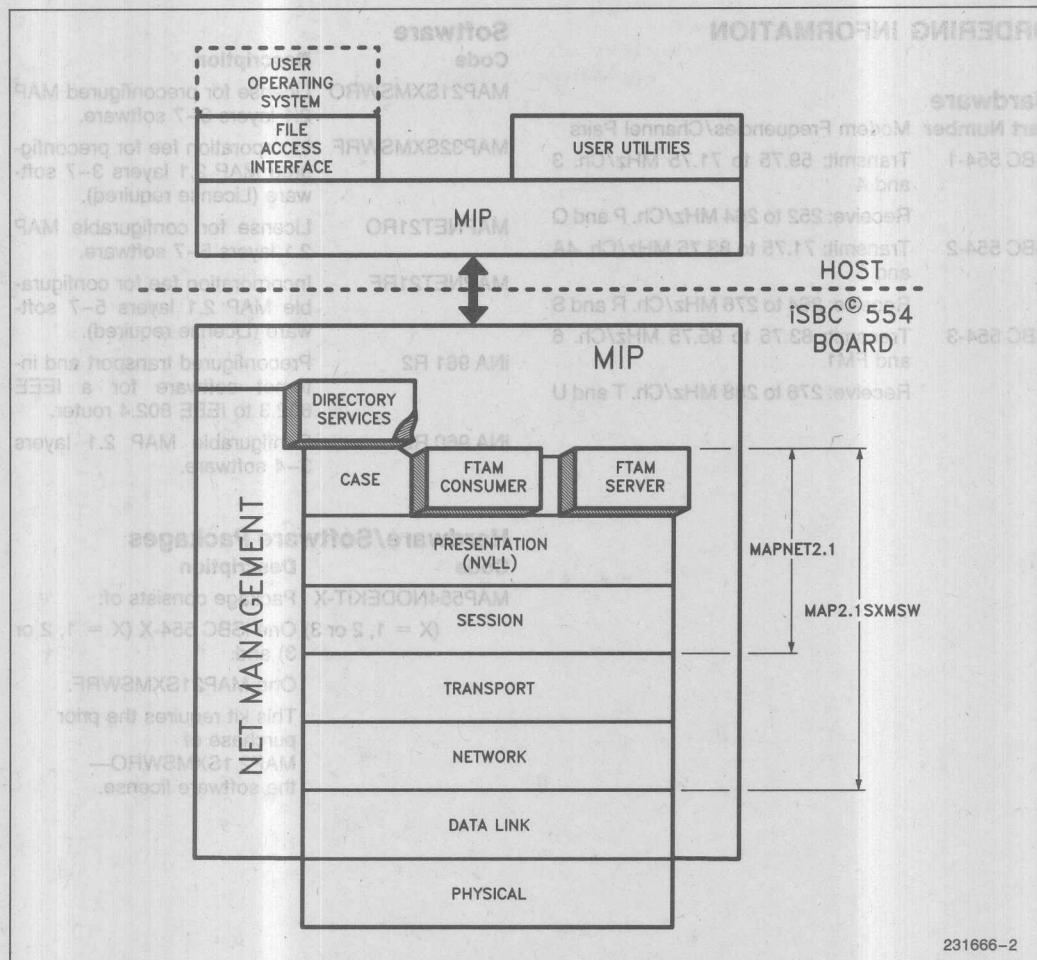 USER
OPERATING
SYSTEM
FILE
ACCESS
INTERFACE
USER UTILITIES
MIP
HOST
iSBC© 554
BOARD
MIP
DIRECTORY
SERVICES
CASE
FTAM
CONSUMER
FTAM
SERVER
NET MANAGEMENT
PRESENTATION
(NVLL)
SESSION
TRANSPORT
NETWORK
DATA LINK
PHYSICAL
MAPNET2.1
MAP2.1SXMSW
231666–2